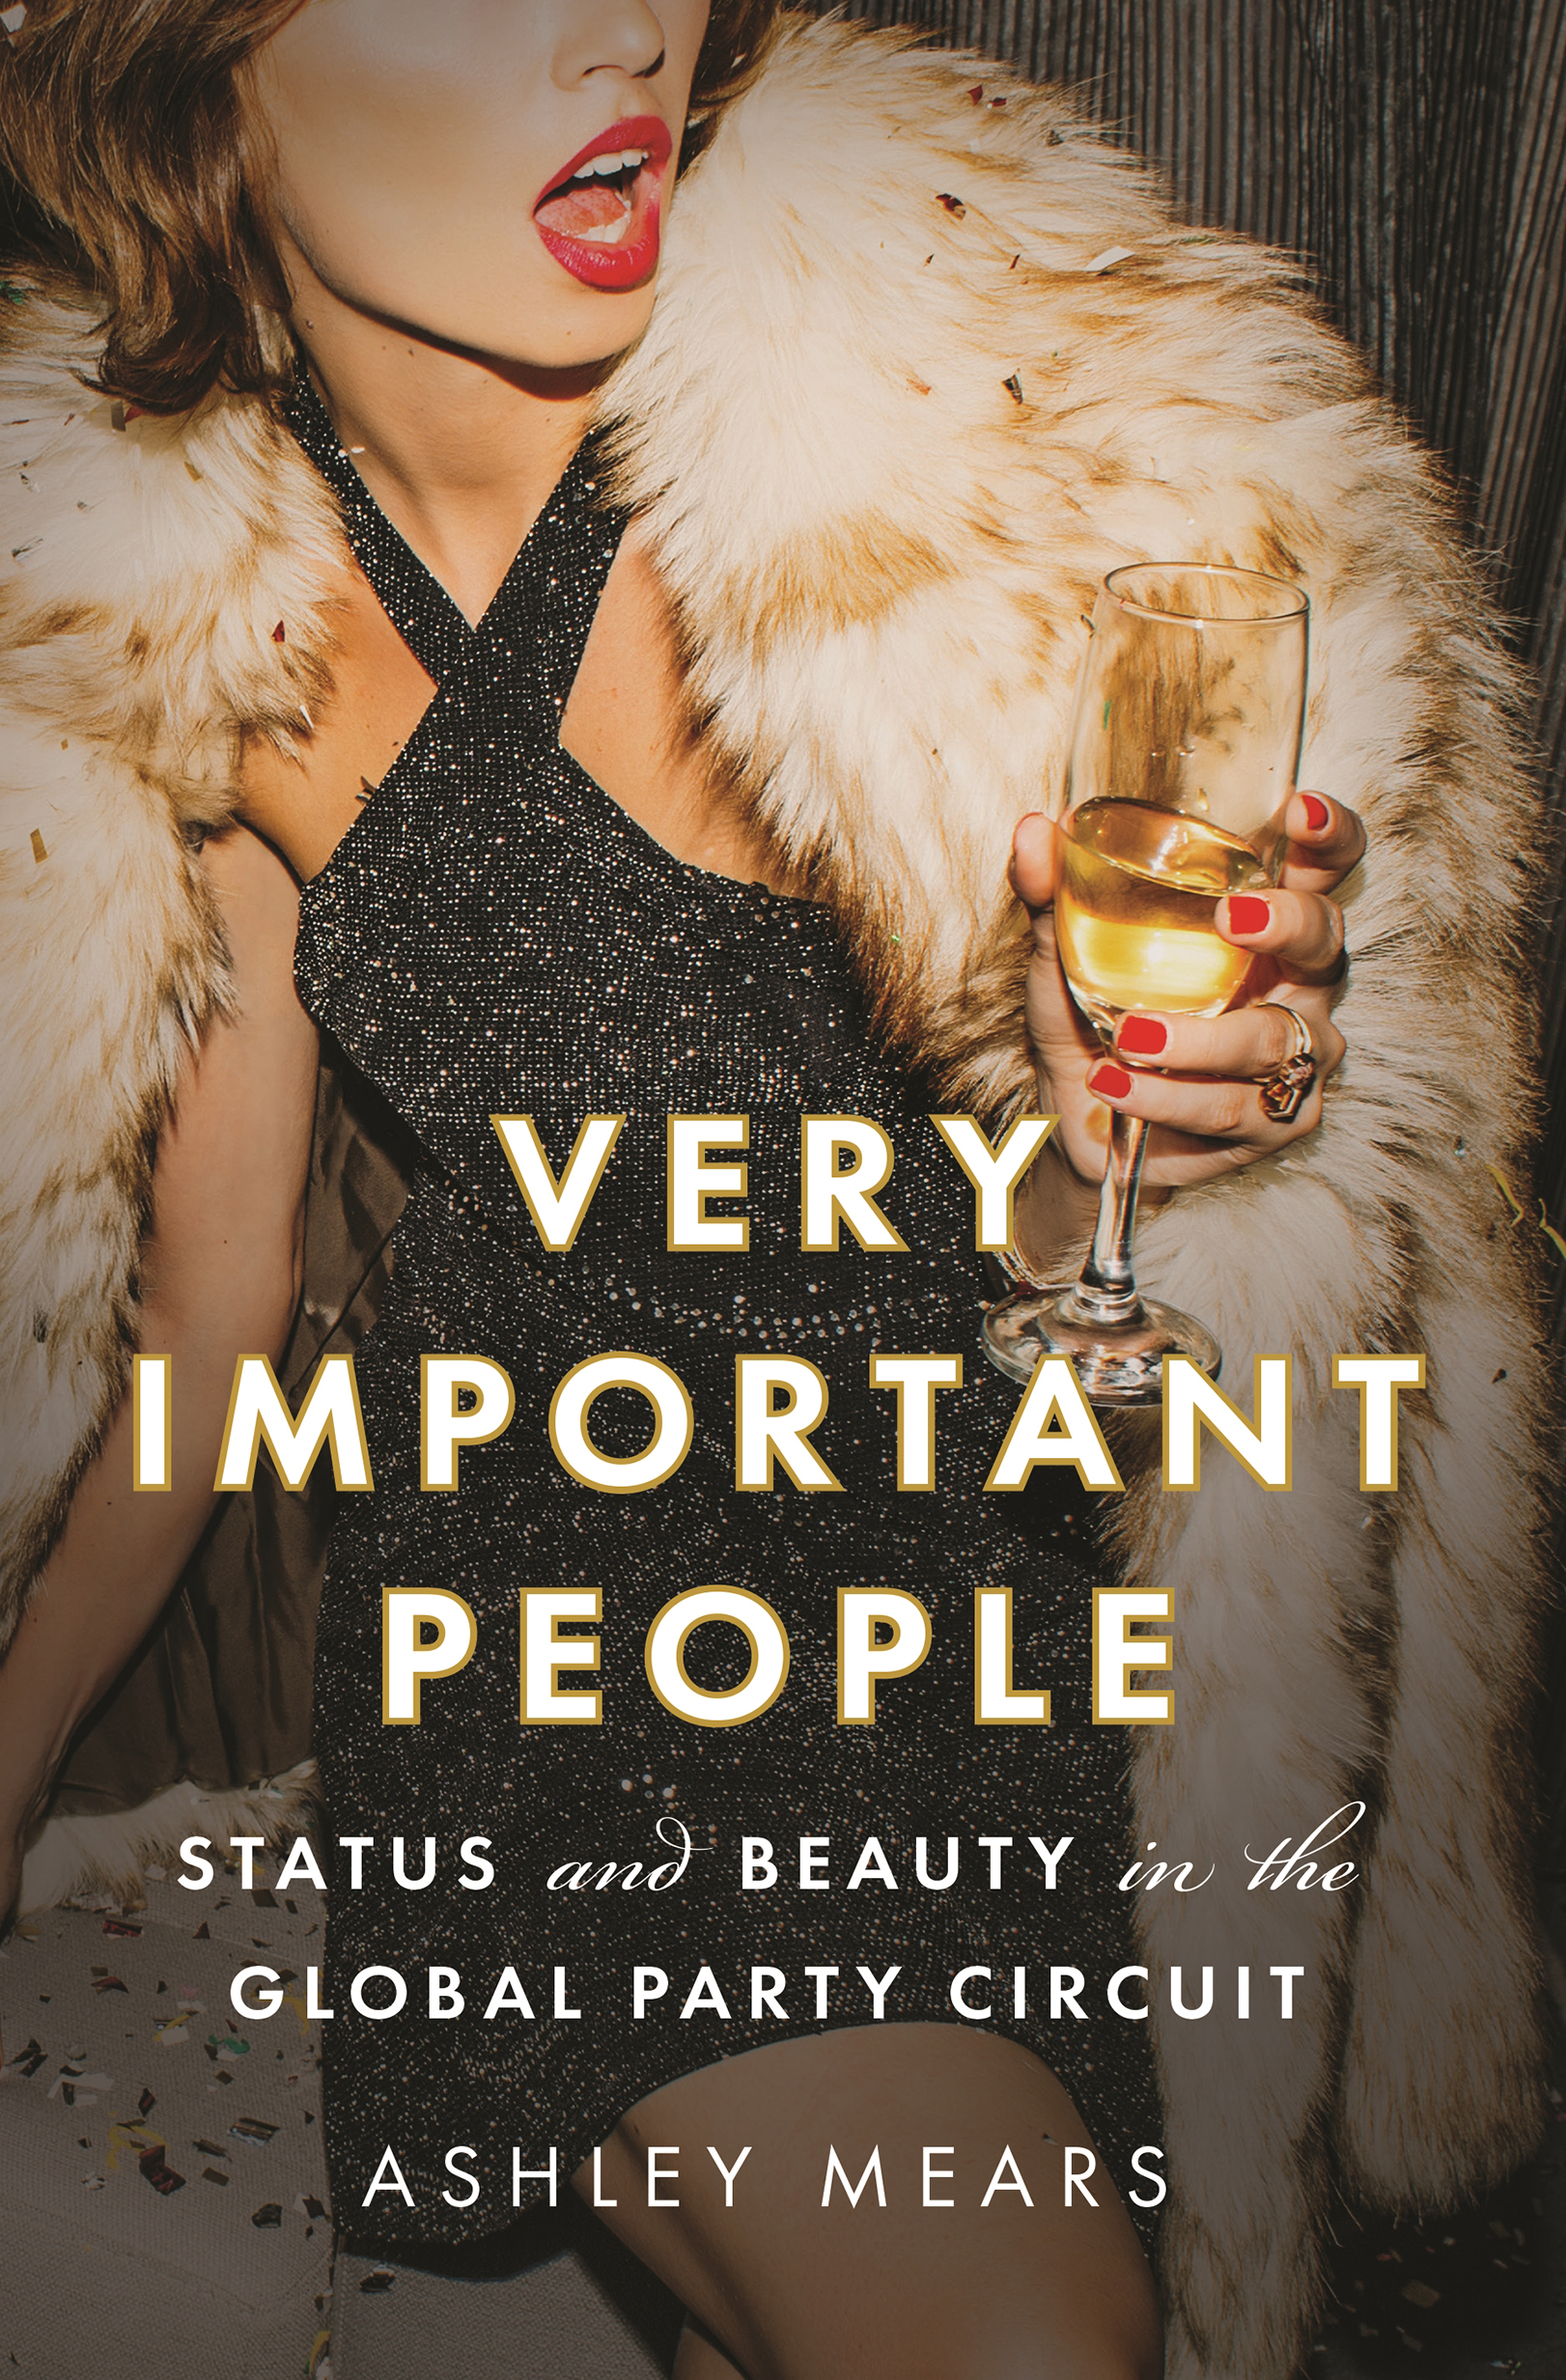 VERY
IMPORTANT
PEOPLE
STATUS and BEAUTY in the
GLOBAL PARTY CIRCUIT
ASHLEY MEARS